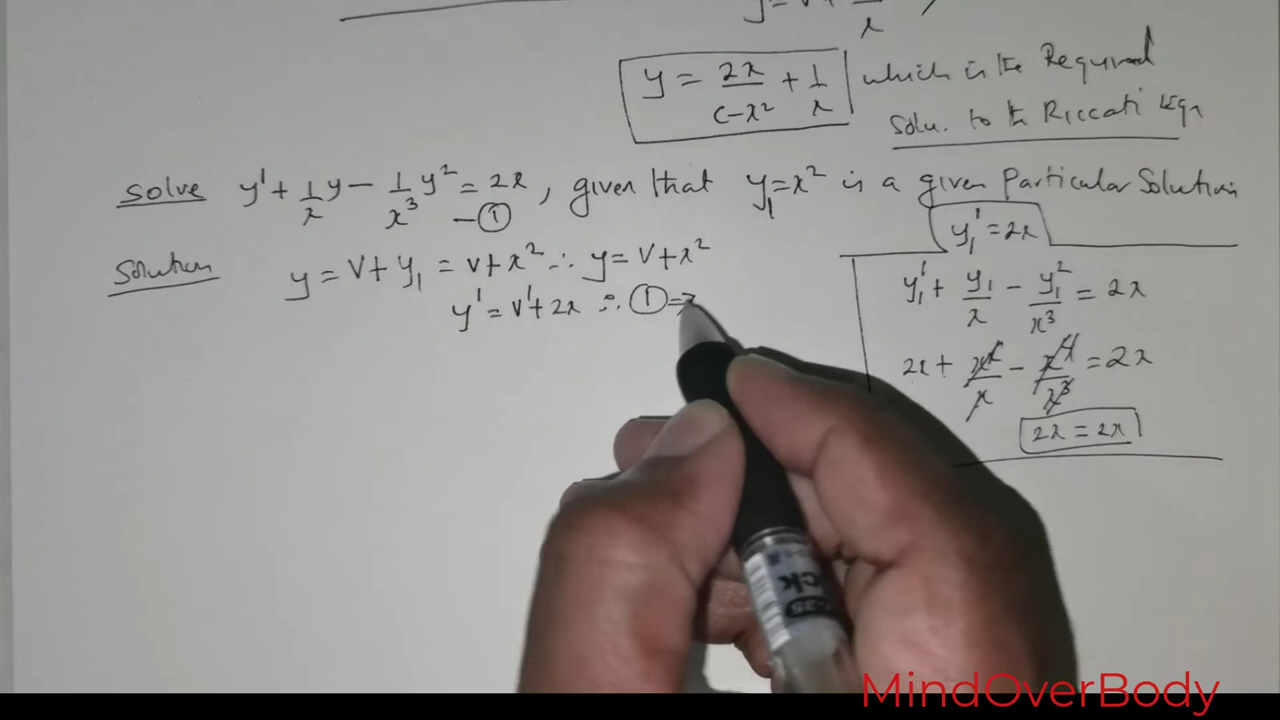 y = v + 1/x
y = 2x/(c-x²) + 1/x which is the Required
Solu. to the Riccati Eqn
Solve y' + 1/x y - 1/x³ y² = 2x, given that y₁ = x² is a given Particular Solution
— ①
y₁' = 2x
Solution y = v + y₁ = v + x² ∴ y = v + x²
y' = v' + 2x ∴ ① ⇒
y₁' + y₁/x - y₁²/x³ = 2x
2x + x²/x - x⁴/x³ = 2x
2x = 2x
ck
MindOverBody